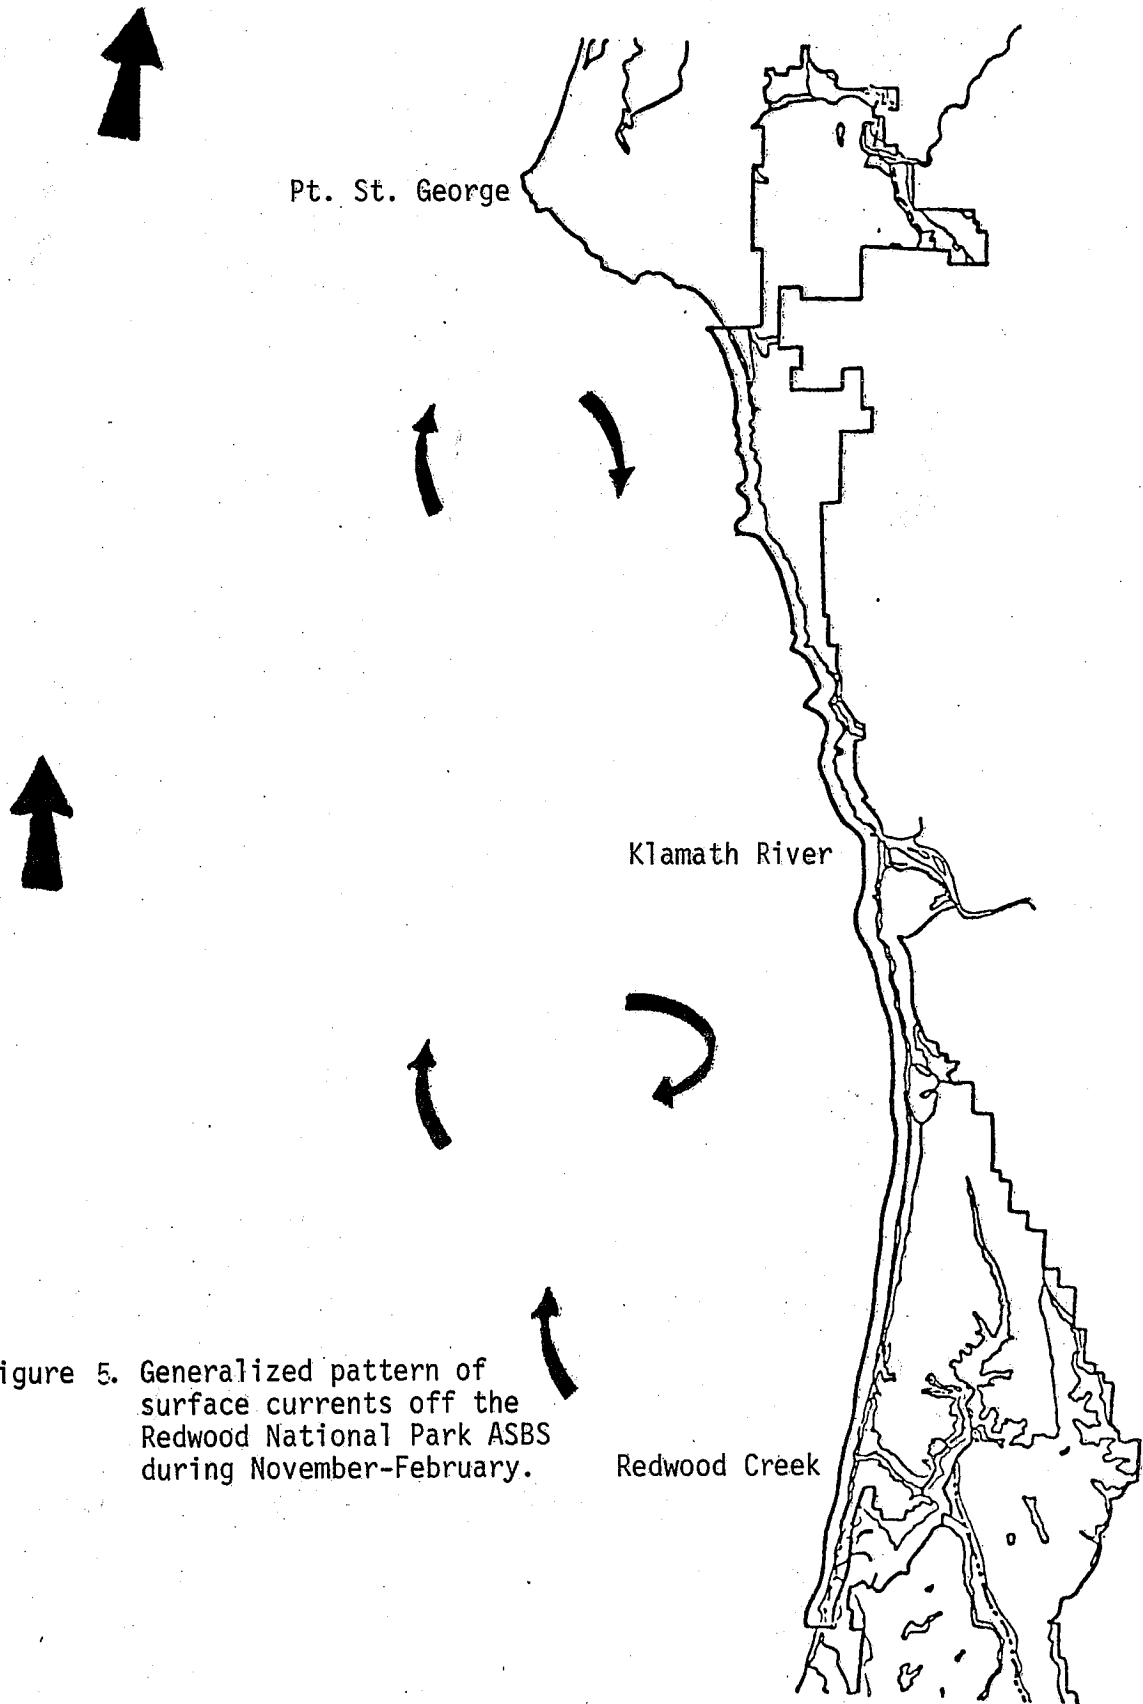 Pt. St. George
Klamath River
igure 5. Generalized pattern of
surface currents off the
Redwood National Park ASBS
during November-February.
Redwood Creek